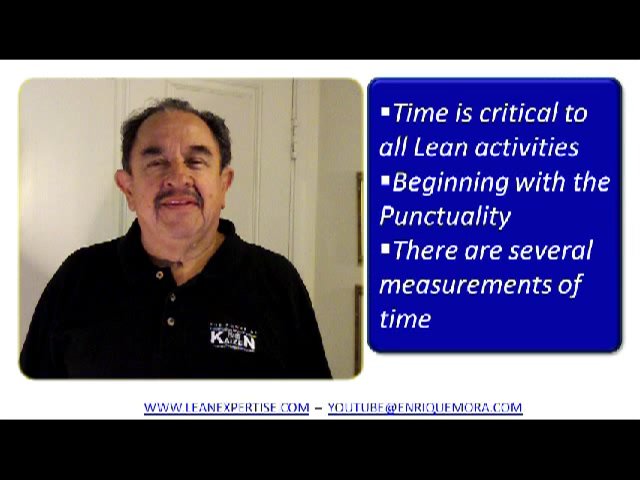 ▪Time is critical to
all Lean activities
▪Beginning with the
Punctuality
▪There are several
measurements of
time
KAIZEN
WWW.LEANEXPERTISE.COM – YOUTUBE@ENRIQUEMORA.COM